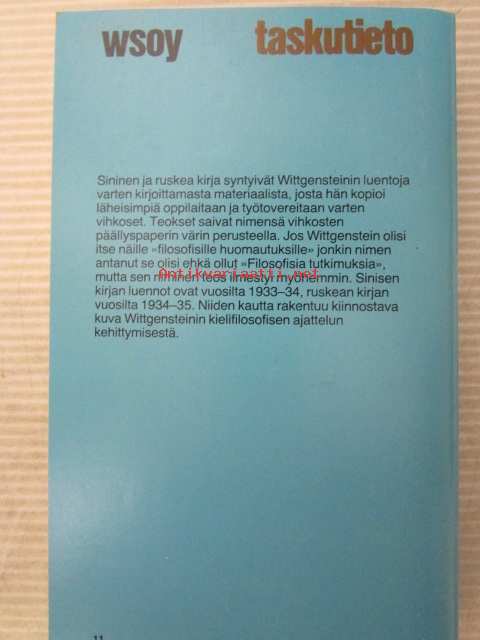 wsoy taskutieto
Sininen ja ruskea kirja syntyivät Wittgensteinin luentoja
varten kirjoittamasta materiaalista, josta hän kopioi
läheisimpiä oppilaitaan ja työtovereitaan varten
vihkoset. Teokset saivat nimensä vihkosten
päällyspaperin värin perusteella. Jos Wittgenstein olisi
itse näille »filosofisille huomautuksille» jonkin nimen
antanut se olisi ehkä ollut »Filosofisia tutkimuksia»,
mutta sen niminen teos ilmestyi myöhemmin. Sinisen
Antikvariaatti.net
kirjan luennot ovat vuosilta 1933–34, ruskean kirjan
vuosilta 1934–35. Niiden kautta rakentuu kiinnostava
kuva Wittgensteinin kielifilosofisen ajattelun
kehittymisestä.